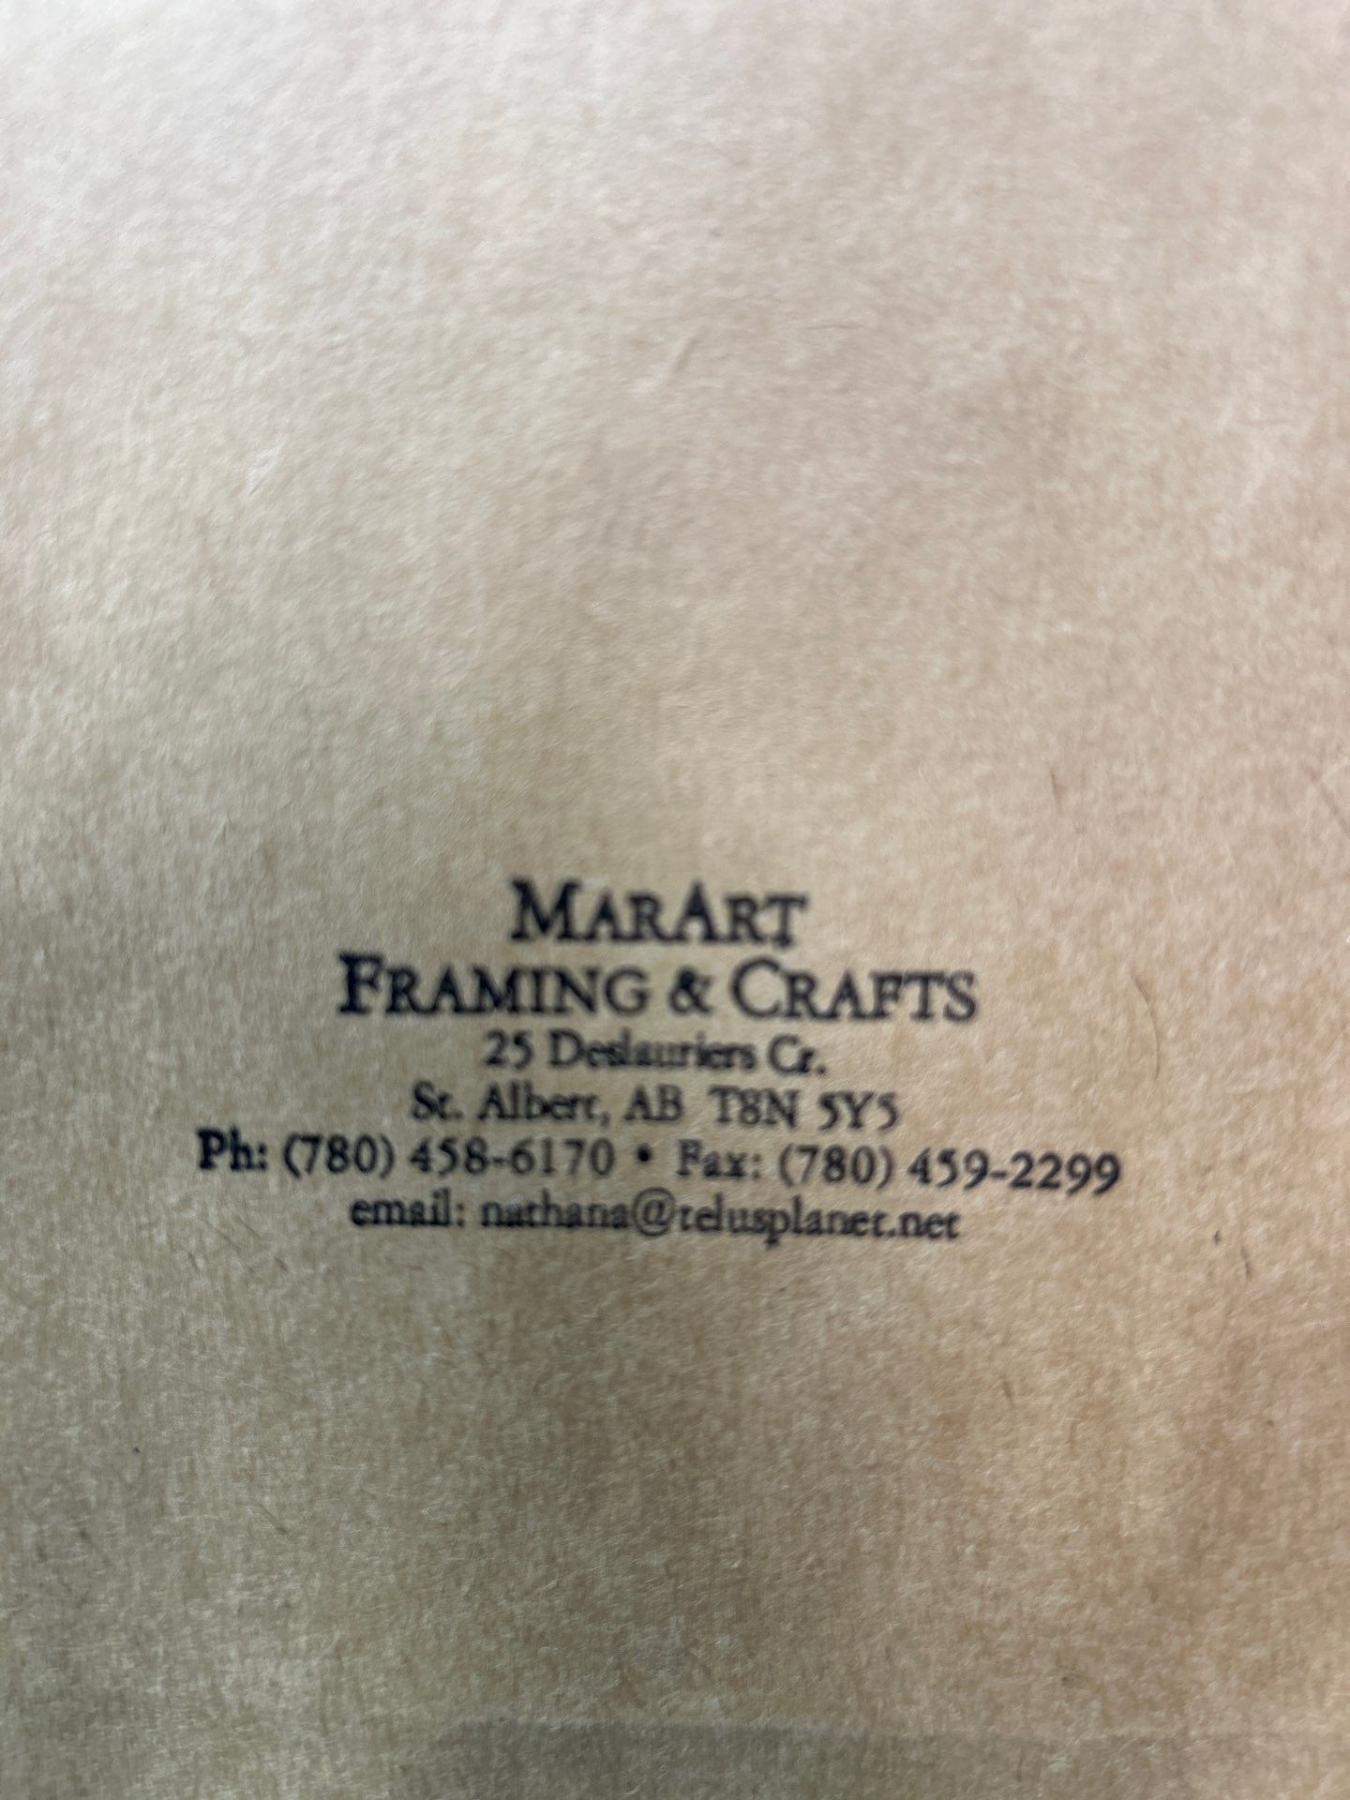 MARART
FRAMING & CRAFTS
25 Deslauriers Cr.
St. Albert, AB T8N 5Y5
Ph: (780) 458-6170 • Fax: (780) 459-2299
email: nathana@telusplanet.net